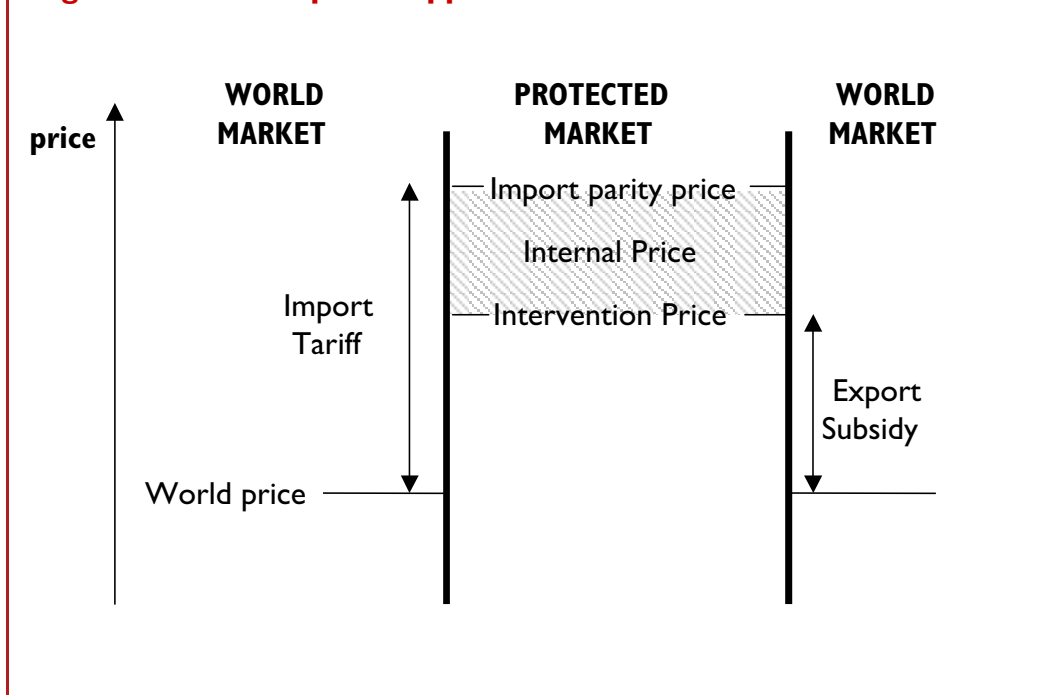 WORLD
MARKET
PROTECTED
MARKET
WORLD
MARKET
price
Import parity price
Internal Price
Intervention Price
Import
Tariff
Export
Subsidy
World price